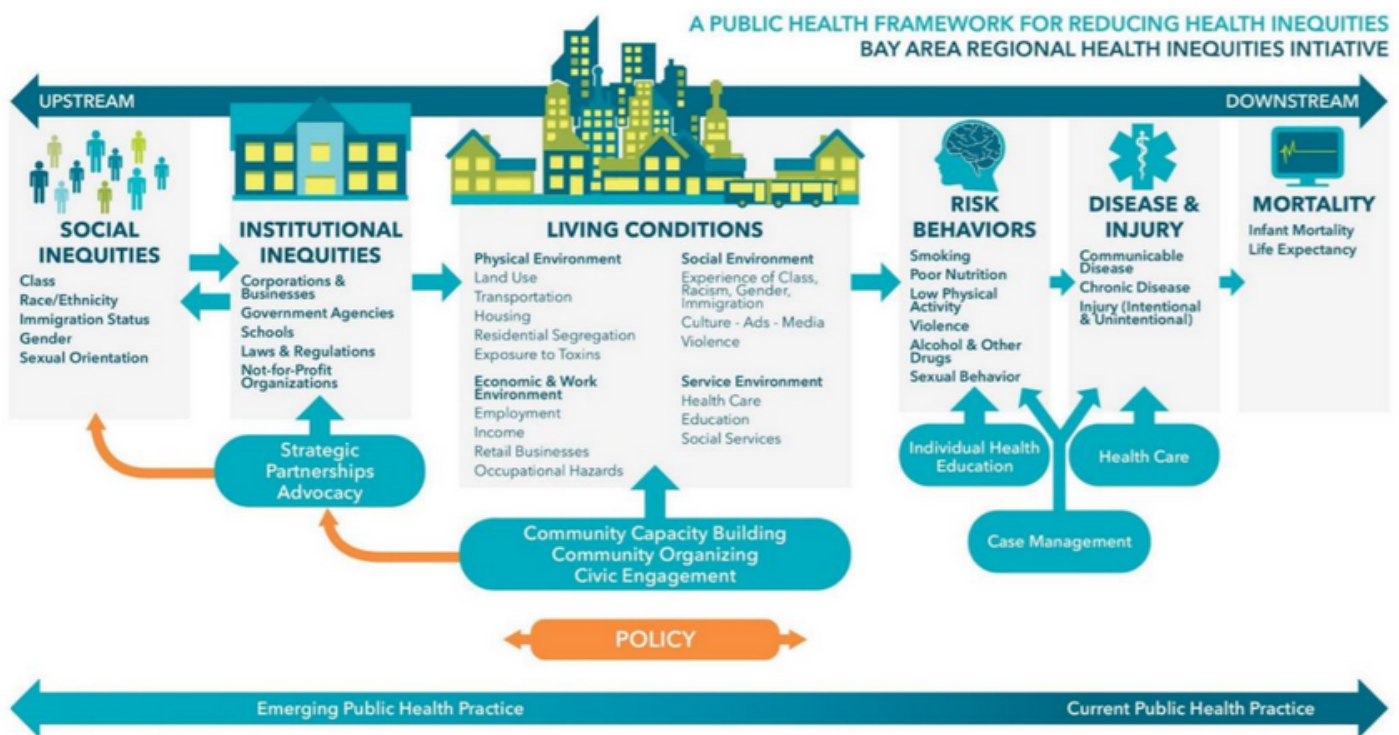 A PUBLIC HEALTH FRAMEWORK FOR REDUCING HEALTH INEQUITIES
BAY AREA REGIONAL HEALTH INEQUITIES INTIATIVE
UPSTREAM
DOWNSTREAM
SOCIAL
INEQUITIES
Class
Race/Ethnicity
Immigration Status
Gender
Sexual Orientation
INSTITUTIONAL
INEQUITIES
Corporations &
Businesses
Government Agencies
Schools
Laws & Regulations
Not-for-Profit
Organizations
LIVING CONDITIONS
Physical Environment
Land Use
Transportation
Housing
Residential Segregation
Exposure to Toxins
Economic & Work
Environment
Employment
Income
Retail Businesses
Occupational Hazards
Social Environment
Experience of Class,
Racism, Gender,
Immigration
Culture - Ads - Media
Violence
Service Environment
Health Care
Education
Social Services
RISK
BEHAVIORS
Smoking
Poor Nutrition
Low Physical
Activity
Violence
Alcohol & Other
Drugs
Sexual Behavior
DISEASE &
INJURY
Communicable
Disease
Chronic Disease
Injury (Intentional
& Unintentional)
MORTALITY
Infant Mortality
Life Expectancy
Strategic
Partnerships
Advocacy
Community Capacity Building
Community Organizing
Civic Engagement
Individual Health
Education
Health Care
Case Management
POLICY
Emerging Public Health Practice
Current Public Health Practice